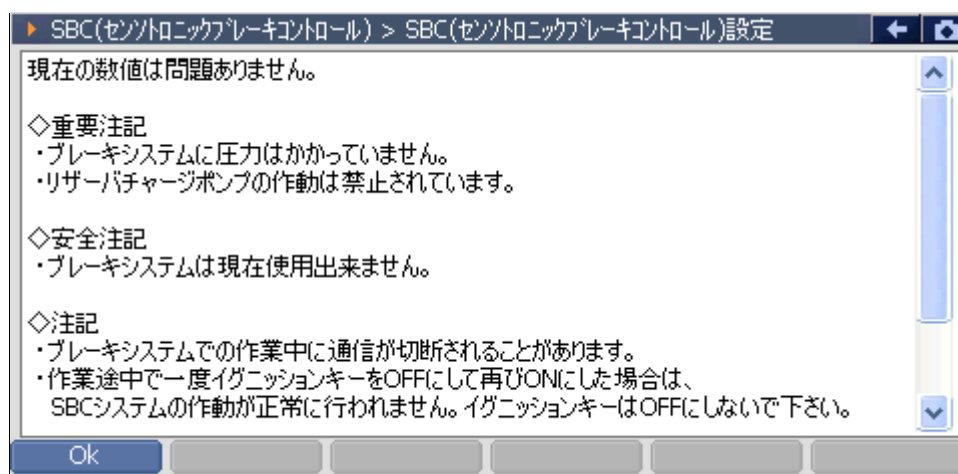 SBC(ｾﾝｿﾄﾛﾆｯｸﾌﾞﾚｰｷｺﾝﾄﾛｰﾙ) > SBC(ｾﾝｿﾄﾛﾆｯｸﾌﾞﾚｰｷｺﾝﾄﾛｰﾙ)設定
現在の数値は問題ありません。
◇重要注記
・ブレーキシステムに圧力はかかっていません。
・リザーバチャージポンプの作動は禁止されています。
◇安全注記
・ブレーキシステムは現在使用出来ません。
◇注記
・ブレーキシステムでの作業中に通信が切断されることがあります。
・作業途中で一度イグニッションキーをOFFにして再びONにした場合は、
SBCシステムの作動が正常に行われません。イグニッションキーはOFFにしないで下さい。
Ok